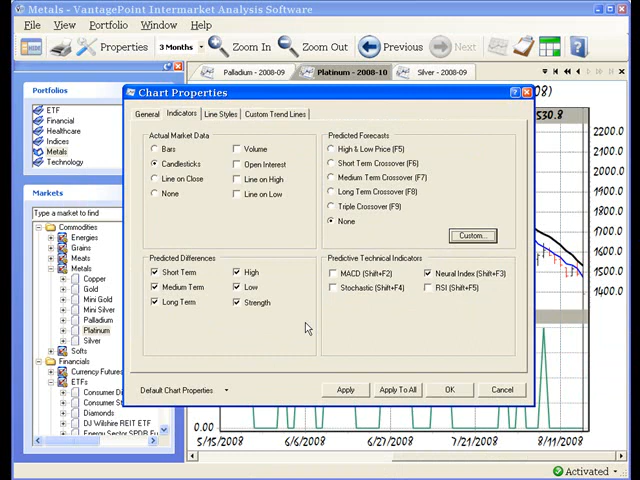 Metals - VantagePoint Intermarket Analysis Software
File View Portfolio Window Help
Properties 3 Months Zoom In Zoom Out Previous Next
Portfolios
ETF
Financial
Healthcare
Indices
Metals
Technology
Markets
Type a market to find
Commodities
Energies
Grains
Meats
Metals
Copper
Gold
Mini Gold
Mini Silver
Palladium
Platinum
Silver
Softs
Financials
Currency Futures
ETFs
Consumer Di
Consumer St
Diamonds
DJ Wilshire REIT ETF
Energy Sector SPDR Fu
Palladium - 2008-09 Platinum - 2008-10 Silver - 2008-09
Chart Properties
General Indicators Line Styles Custom Trend Lines
Actual Market Data
Bars
Candlesticks
Line on Close
None
Volume
Open Interest
Line on High
Line on Low
Predicted Forecasts
High & Low Price (F5)
Short Term Crossover (F6)
Medium Term Crossover (F7)
Long Term Crossover (F8)
Triple Crossover (F9)
None
Custom...
Predicted Differences
Short Term
Medium Term
Long Term
High
Low
Strength
Predictive Technical Indicators
MACD (Shift+F2)
Stochastic (Shift+F4)
Neural Index (Shift+F3)
RSI (Shift+F5)
Default Chart Properties
Apply Apply To All OK Cancel
08)
530.8
2200.0
2100.0
2000.0
1900.0
1800.0
1700.0
1600.0
1500.0
1400.0
0.00
5/15/2008 6/6/2008 6/27/2008 7/21/2008 8/11/2008
Activated